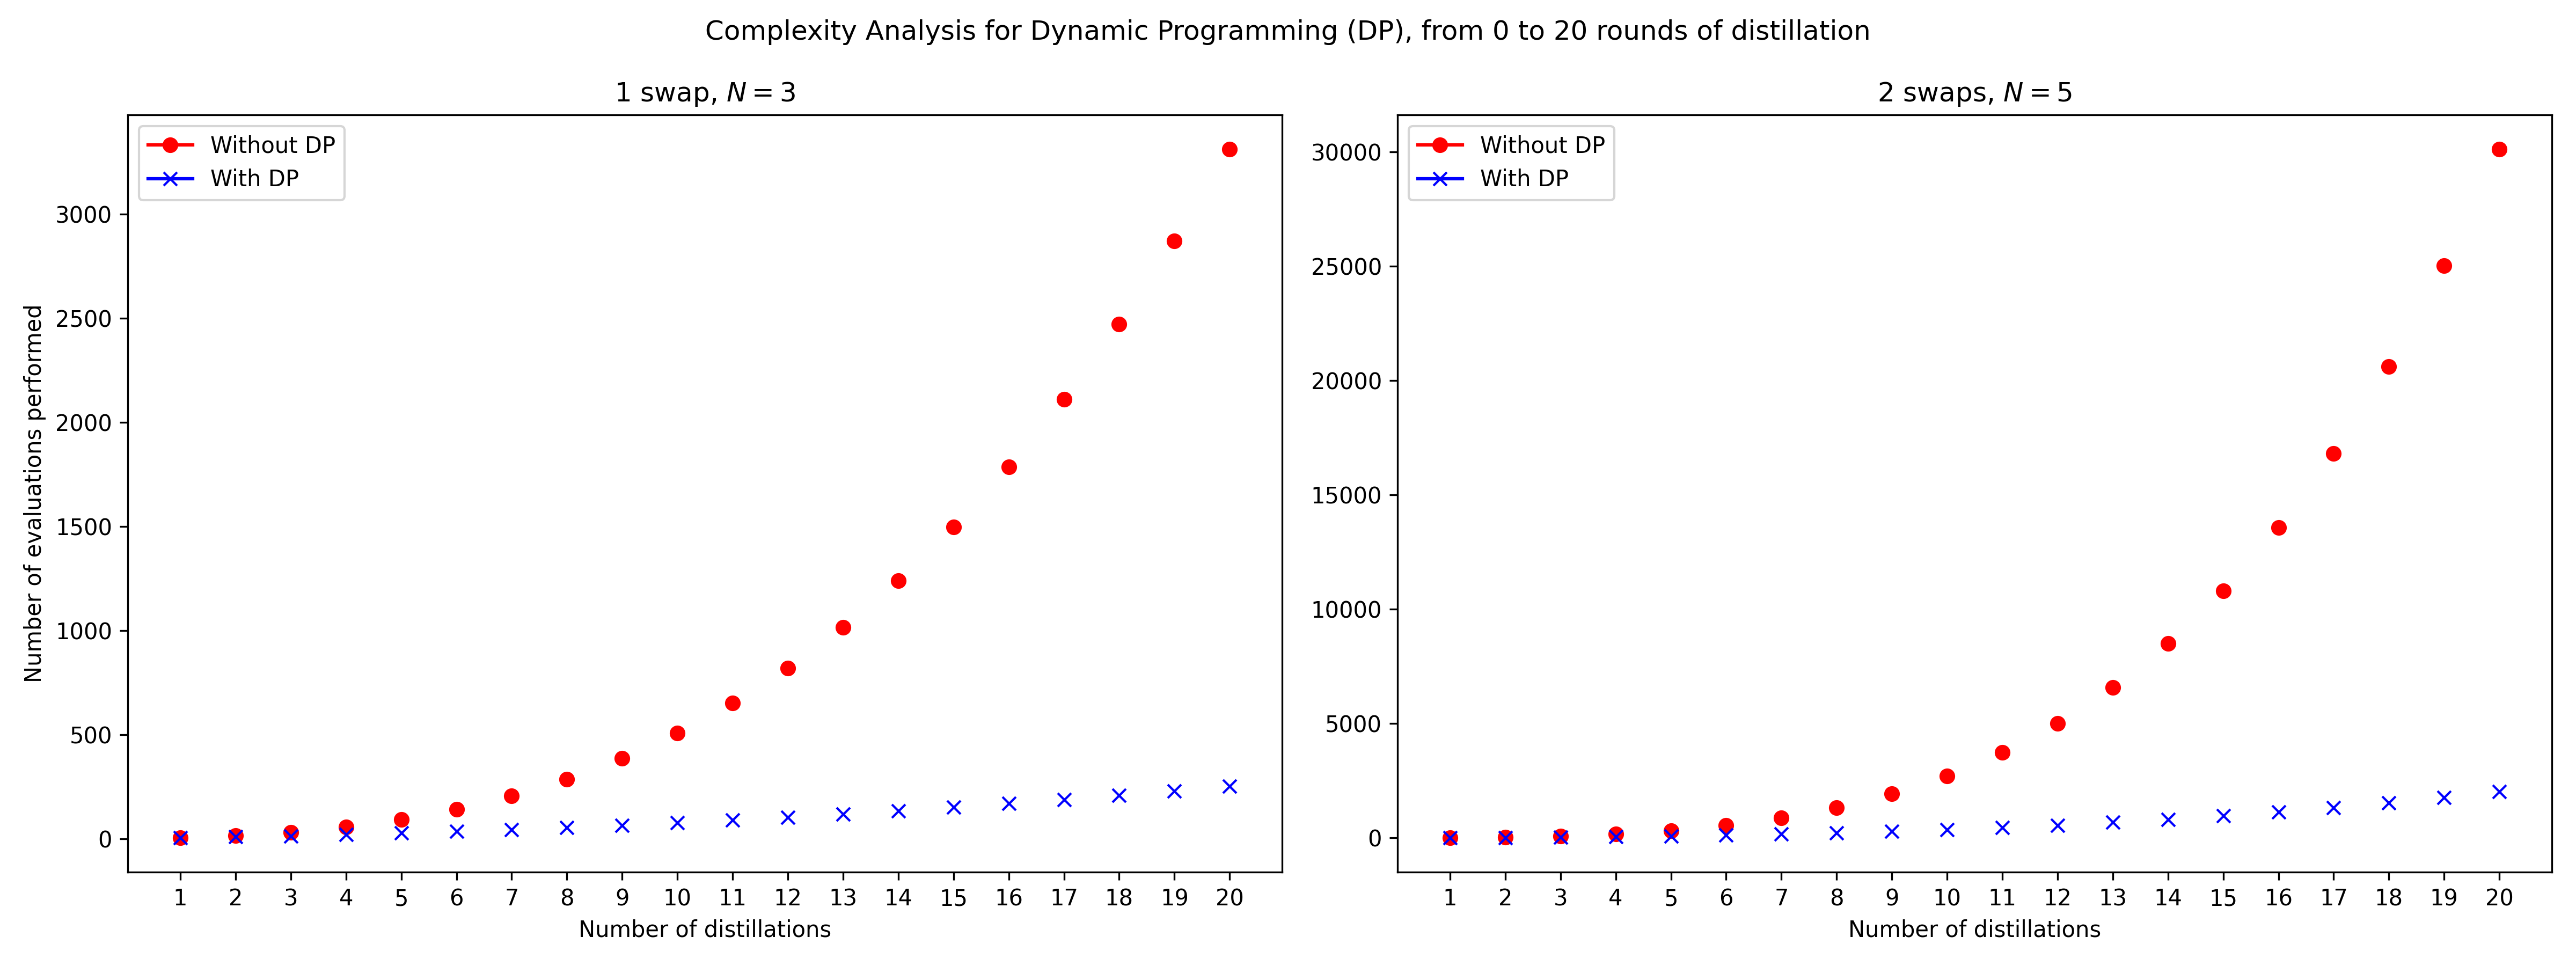 Complexity Analysis for Dynamic Programming (DP), from 0 to 20 rounds of distillation
1 swap, N = 3
Without DP
With DP
3000
2500
2000
1500
1000
500
0
Number of evaluations performed
1 2 3 4 5 6 7 8 9 10 11 12 13 14 15 16 17 18 19 20
Number of distillations
2 swaps, N = 5
Without DP
With DP
30000
25000
20000
15000
10000
5000
0
1 2 3 4 5 6 7 8 9 10 11 12 13 14 15 16 17 18 19 20
Number of distillations